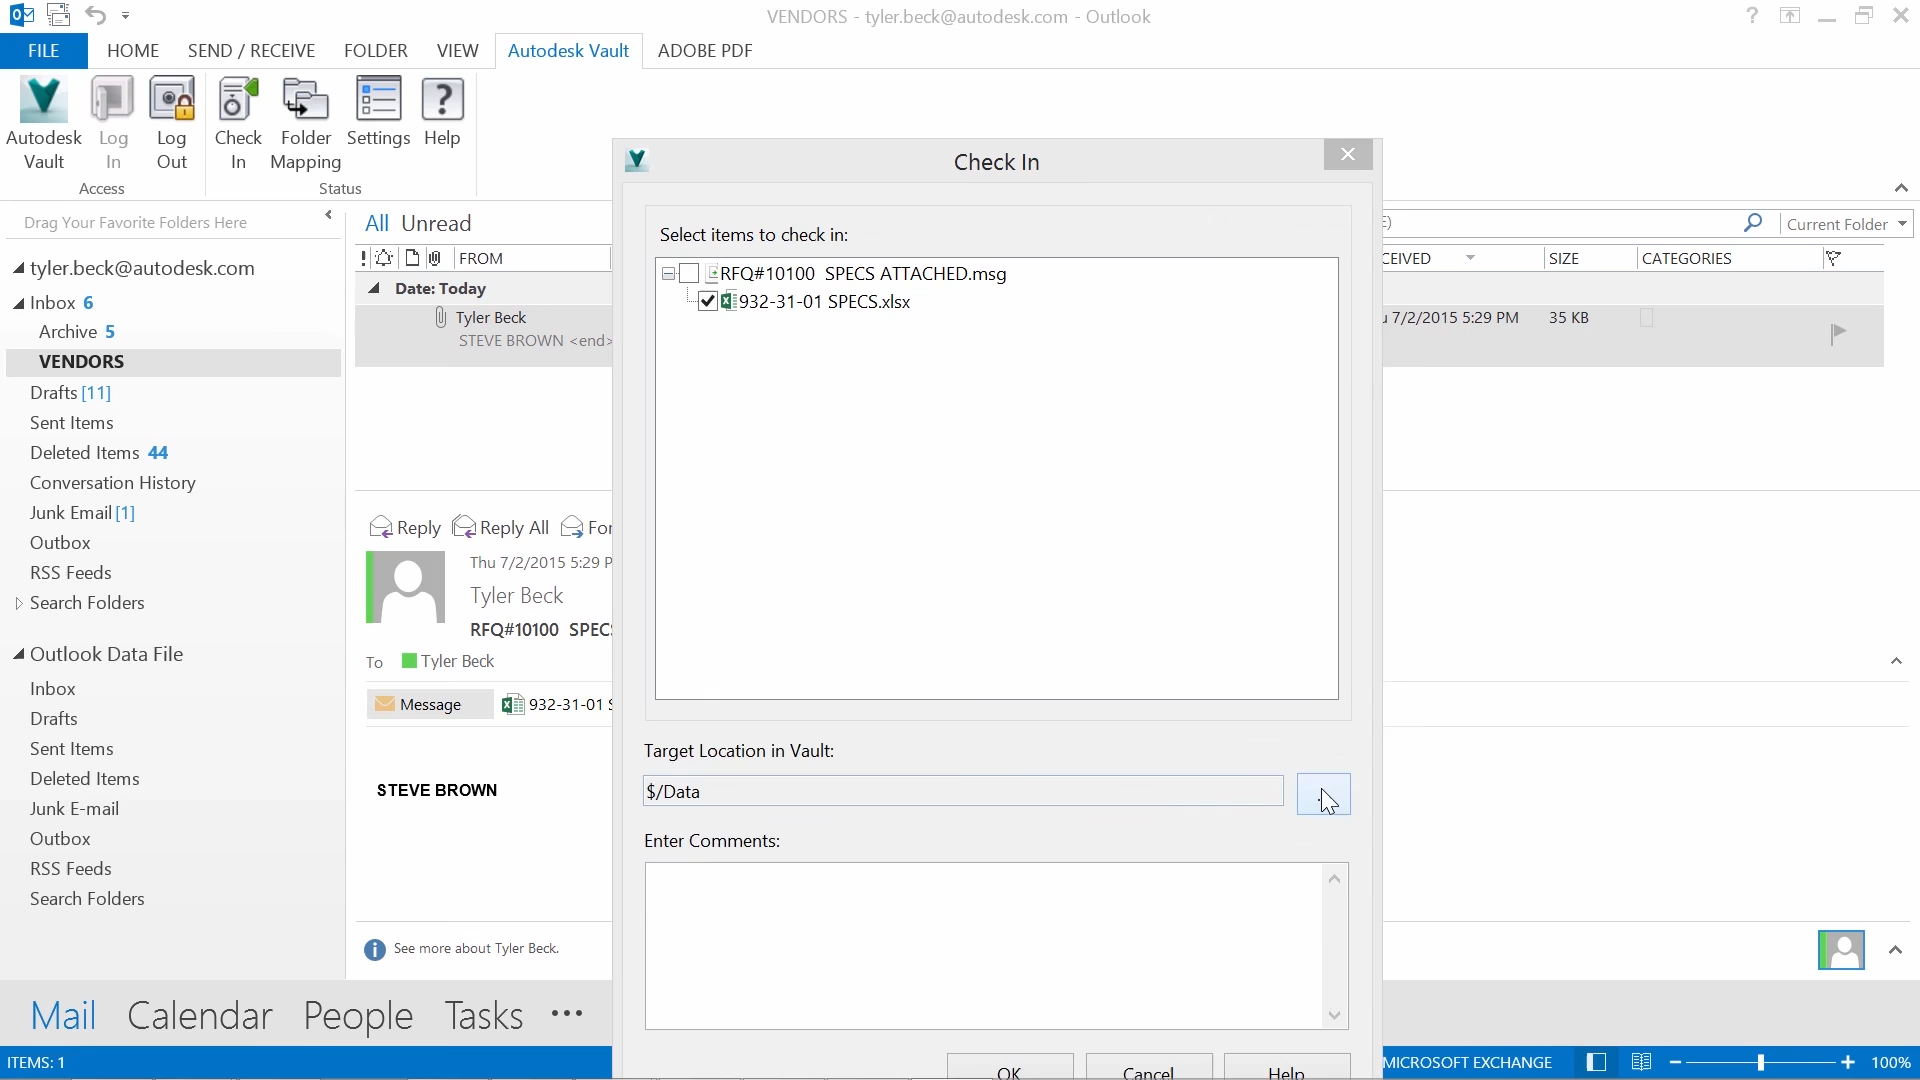 VENDORS - tyler.beck@autodesk.com - Outlook
FILE HOME SEND / RECEIVE FOLDER VIEW Autodesk Vault ADOBE PDF
Autodesk Vault
Log In
Log Out
Check In
Folder Mapping
Settings
Help
Access
Status
Drag Your Favorite Folders Here
tyler.beck@autodesk.com
Inbox 6
Archive 5
VENDORS
Drafts [11]
Sent Items
Deleted Items 44
Conversation History
Junk Email [1]
Outbox
RSS Feeds
Search Folders
Outlook Data File
Inbox
Drafts
Sent Items
Deleted Items
Junk E-mail
Outbox
RSS Feeds
Search Folders
All Unread
Current Folder
! FROM
CEIVED SIZE CATEGORIES
Date: Today
Tyler Beck
STEVE BROWN <end>
7/2/2015 5:29 PM 35 KB
Reply Reply All For
Thu 7/2/2015 5:29 P
Tyler Beck
RFQ#10100 SPECS
To Tyler Beck
Message 932-31-01 S
STEVE BROWN
See more about Tyler Beck.
Check In
Select items to check in:
RFQ#10100 SPECS ATTACHED.msg
932-31-01 SPECS.xlsx
Target Location in Vault:
$/Data
Enter Comments:
OK Cancel Help
Mail Calendar People Tasks •••
ITEMS: 1
MICROSOFT EXCHANGE
100%